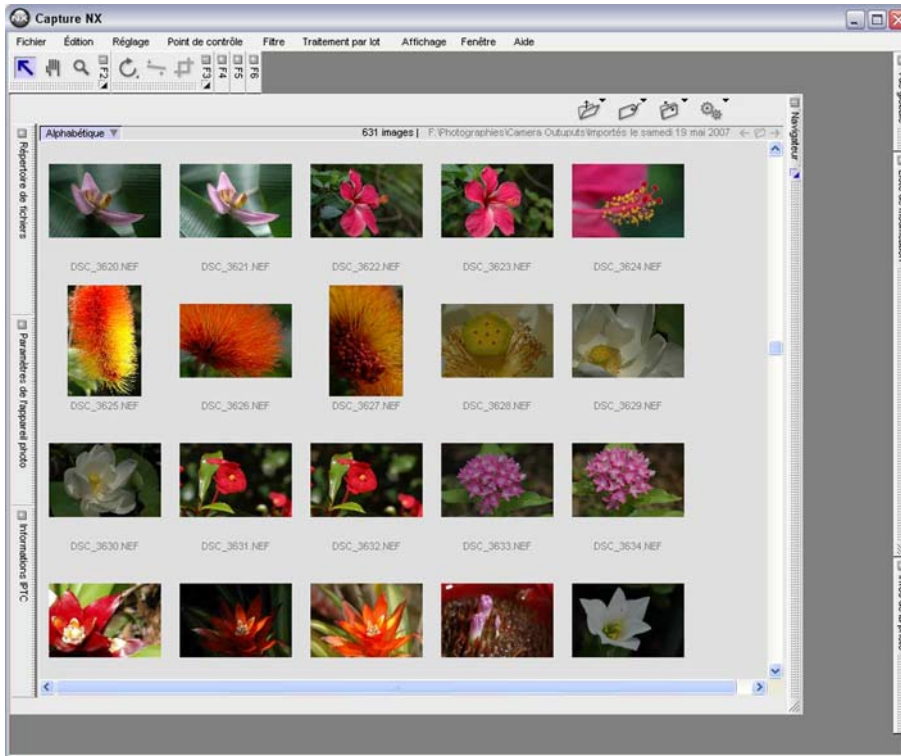 Capture NX
Fichier Édition Réglage Point de contrôle Filtre Traitement par lot Affichage Fenêtre Aide
F2 F3 F4 F5 F6
Alphabétique 631 images | F:\Photographies\Camera Outuputs\Importés le samedi 19 mai 2007
Navigateur
Répertoire de fichiers
Paramètres de l'appareil photo
Informations IPTC
DSC_3620.NEF DSC_3621.NEF DSC_3622.NEF DSC_3623.NEF DSC_3624.NEF
DSC_3625.NEF DSC_3626.NEF DSC_3627.NEF DSC_3628.NEF DSC_3629.NEF
DSC_3630.NEF DSC_3631.NEF DSC_3632.NEF DSC_3633.NEF DSC_3634.NEF